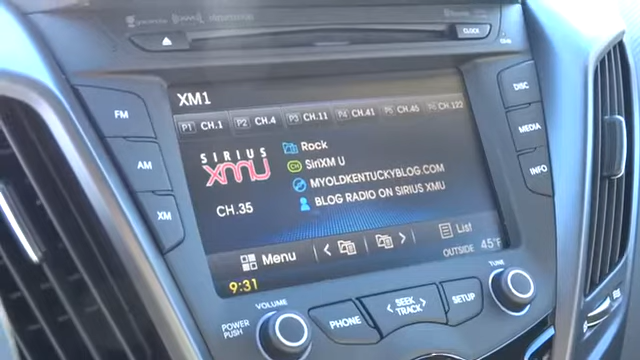 CLOCK
XM1
P1 CH.1 P2 CH.4 P3 CH.11 P4 CH.41 P5 CH.45 P6 CH.122
FM
AM
XM
DISC
MEDIA
INFO
SIRIUS
xmU
CH.35
Rock
CH SiriXM U
MYOLDKENTUCKYBLOG.COM
BLOG RADIO ON SIRIUS XMU
Menu
List
OUTSIDE 45°F
9:31
POWER
PUSH
VOLUME
PHONE
SEEK
TRACK
SETUP
TUNE